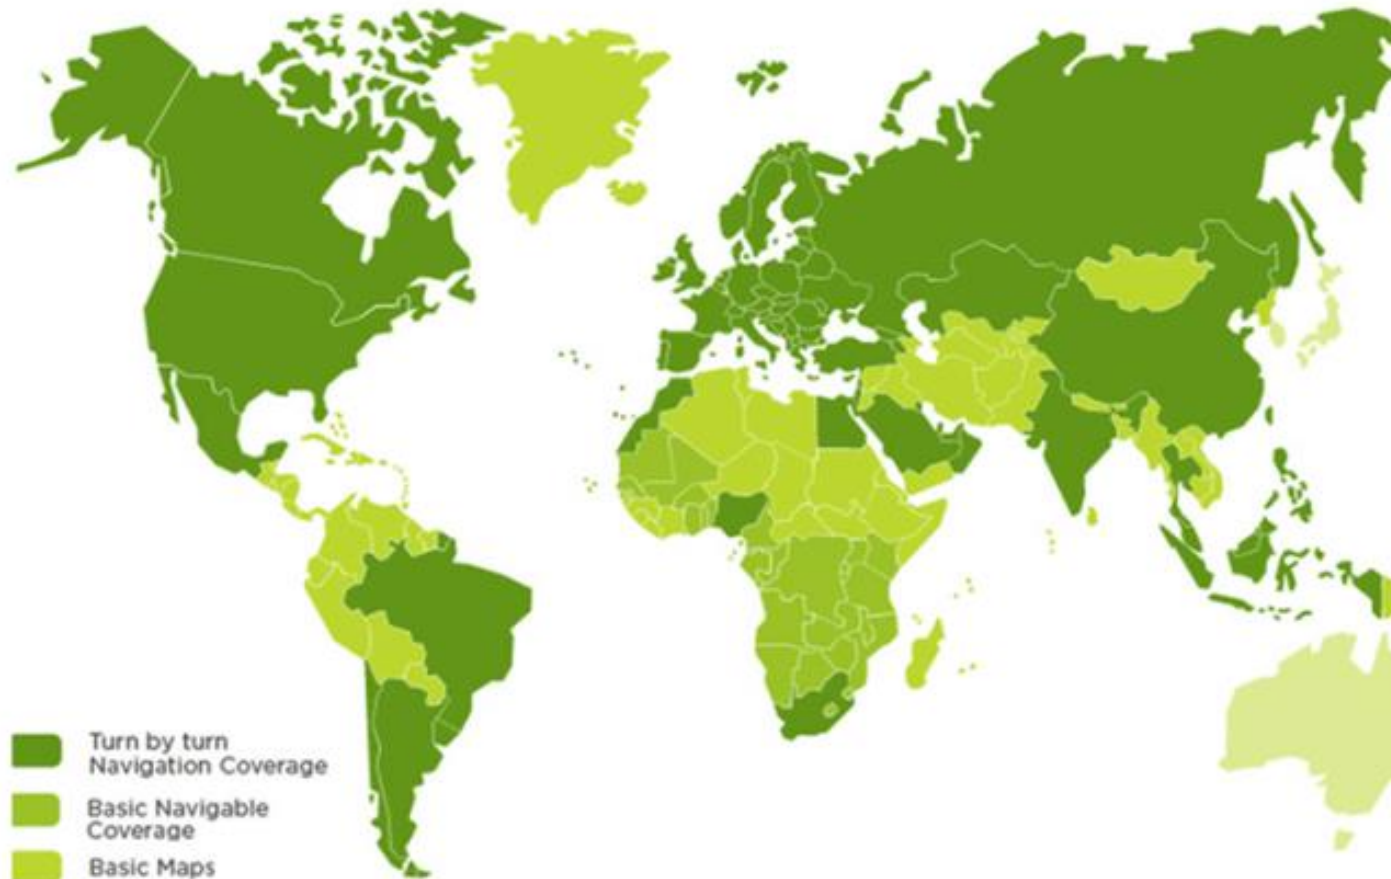 Turn by turn
Navigation Coverage
Basic Navigable
Coverage
Basic Maps